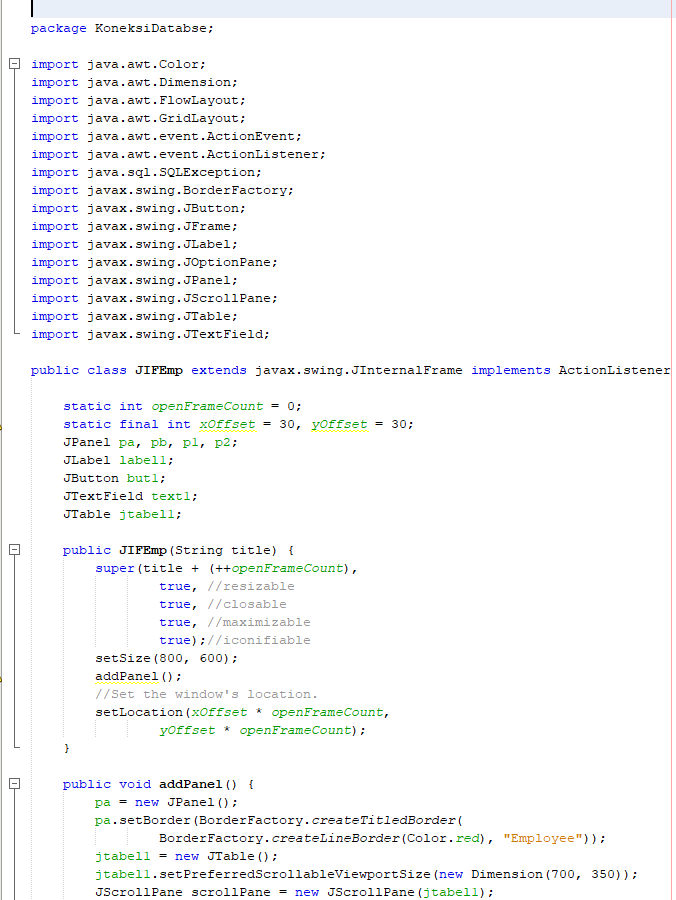 package KoneksiDatabse;
import java.awt.Color;
import java.awt.Dimension;
import java.awt.FlowLayout;
import java.awt.GridLayout;
import java.awt.event.ActionEvent;
import java.awt.event.ActionListener;
import java.sql.SQLException;
import javax.swing.BorderFactory;
import javax.swing.JButton;
import javax.swing.JFrame;
import javax.swing.JLabel;
import javax.swing.JOptionPane;
import javax.swing.JPanel;
import javax.swing.JScrollPane;
import javax.swing.JTable;
import javax.swing.JTextField;
public class JIFEmp extends javax.swing.JInternalFrame implements ActionListener
static int openFrameCount = 0;
static final int xOffset = 30, yOffset = 30;
JPanel pa, pb, p1, p2;
JLabel label1;
JButton but1;
JTextField text1;
JTable jtabel1;
public JIFEmp(String title) {
super(title + (++openFrameCount),
true, //resizable
true, //closable
true, //maximizable
true);//iconifiable
setSize(800, 600);
addPanel();
//Set the window's location.
setLocation(xOffset * openFrameCount,
yOffset * openFrameCount);
}
public void addPanel() {
pa = new JPanel();
pa.setBorder(BorderFactory.createTitledBorder(
BorderFactory.createLineBorder(Color.red), "Employee"));
jtabel1 = new JTable();
jtabel1.setPreferredScrollableViewportSize(new Dimension(700, 350));
JScrollPane scrollPane = new JScrollPane(jtabel1);